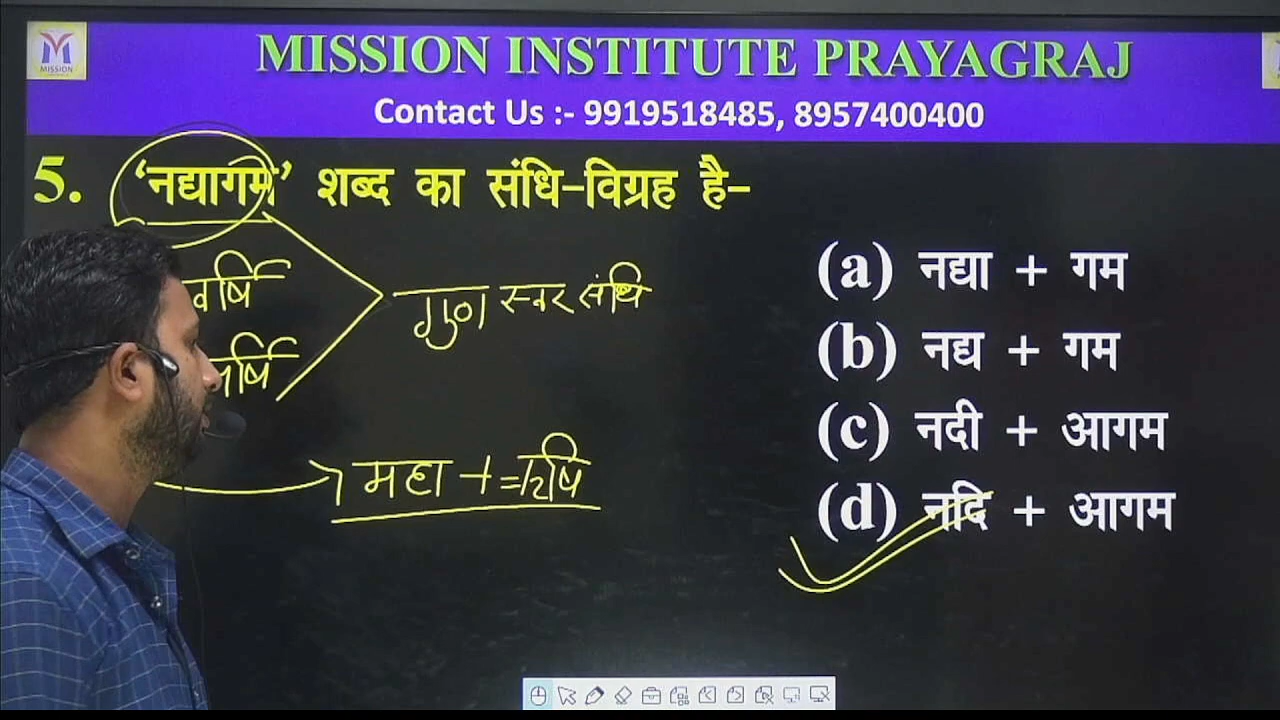 MISSION
MISSION INSTITUTE PRAYAGRAJ
Contact Us :- 9919518485, 8957400400
5. ‘नद्यागम’ शब्द का संधि-विग्रह है-
(a) नद्या + गम
(b) नद्य + गम
(c) नदी + आगम
(d) नदि + आगम
गुण स्वर संधि
महा + ऋषि